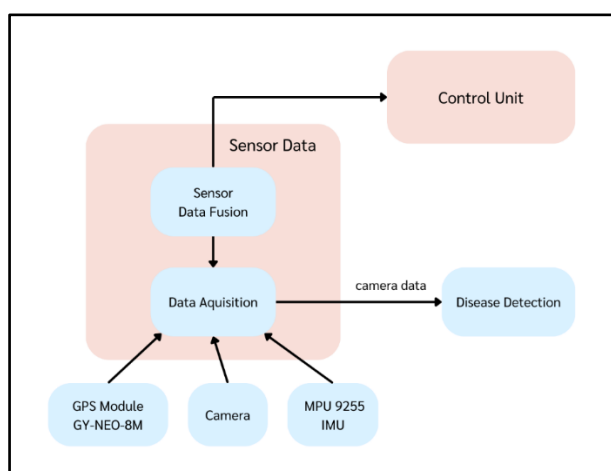 Control Unit
Sensor Data
Sensor
Data Fusion
Data Aquisition
camera data
Disease Detection
GPS Module
GY-NEO-8M
Camera
MPU 9255
IMU